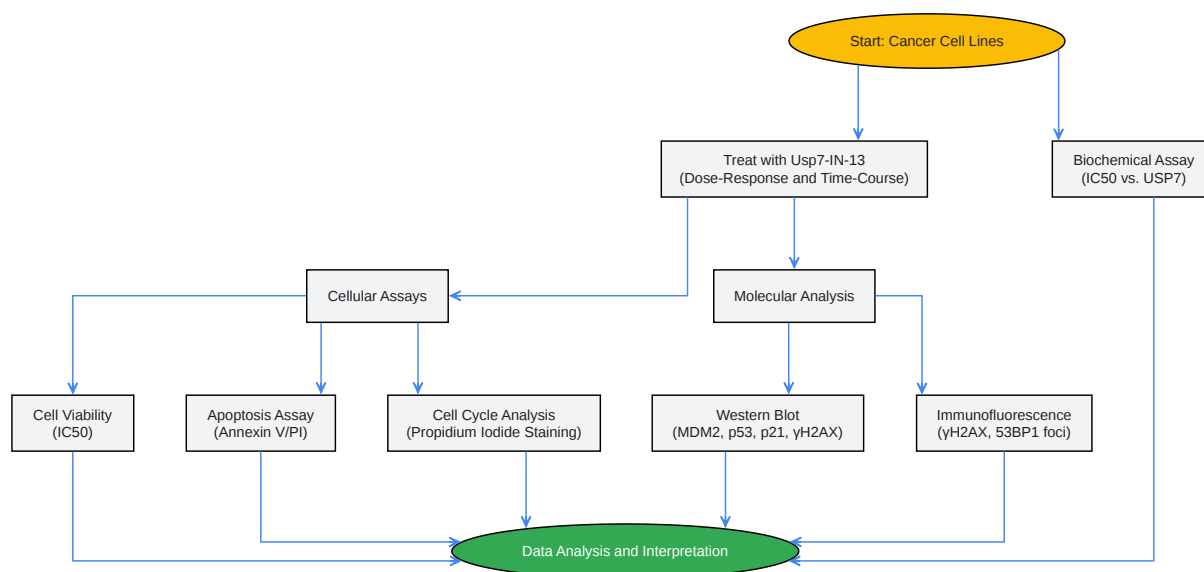 Start: Cancer Cell Lines
Treat with Usp7-IN-13
(Dose-Response and Time-Course)
Biochemical Assay
(IC50 vs. USP7)
Cellular Assays
Molecular Analysis
Cell Viability
(IC50)
Apoptosis Assay
(Annexin V/PI)
Cell Cycle Analysis
(Propidium Iodide Staining)
Western Blot
(MDM2, p53, p21, γH2AX)
Immunofluorescence
(γH2AX, 53BP1 foci)
Data Analysis and Interpretation